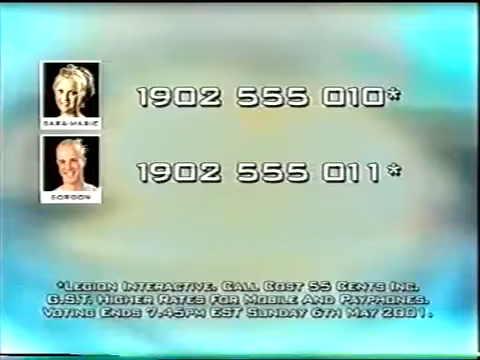 1902 555 010*
SARA-MARIE
1902 555 011*
GORDON
*LEGION INTERACTIVE. CALL COST 55 CENTS INC.
G.S.T. HIGHER RATES FOR MOBILE AND PAYPHONES.
VOTING ENDS 7.45PM EST SUNDAY 6TH MAY 2001.